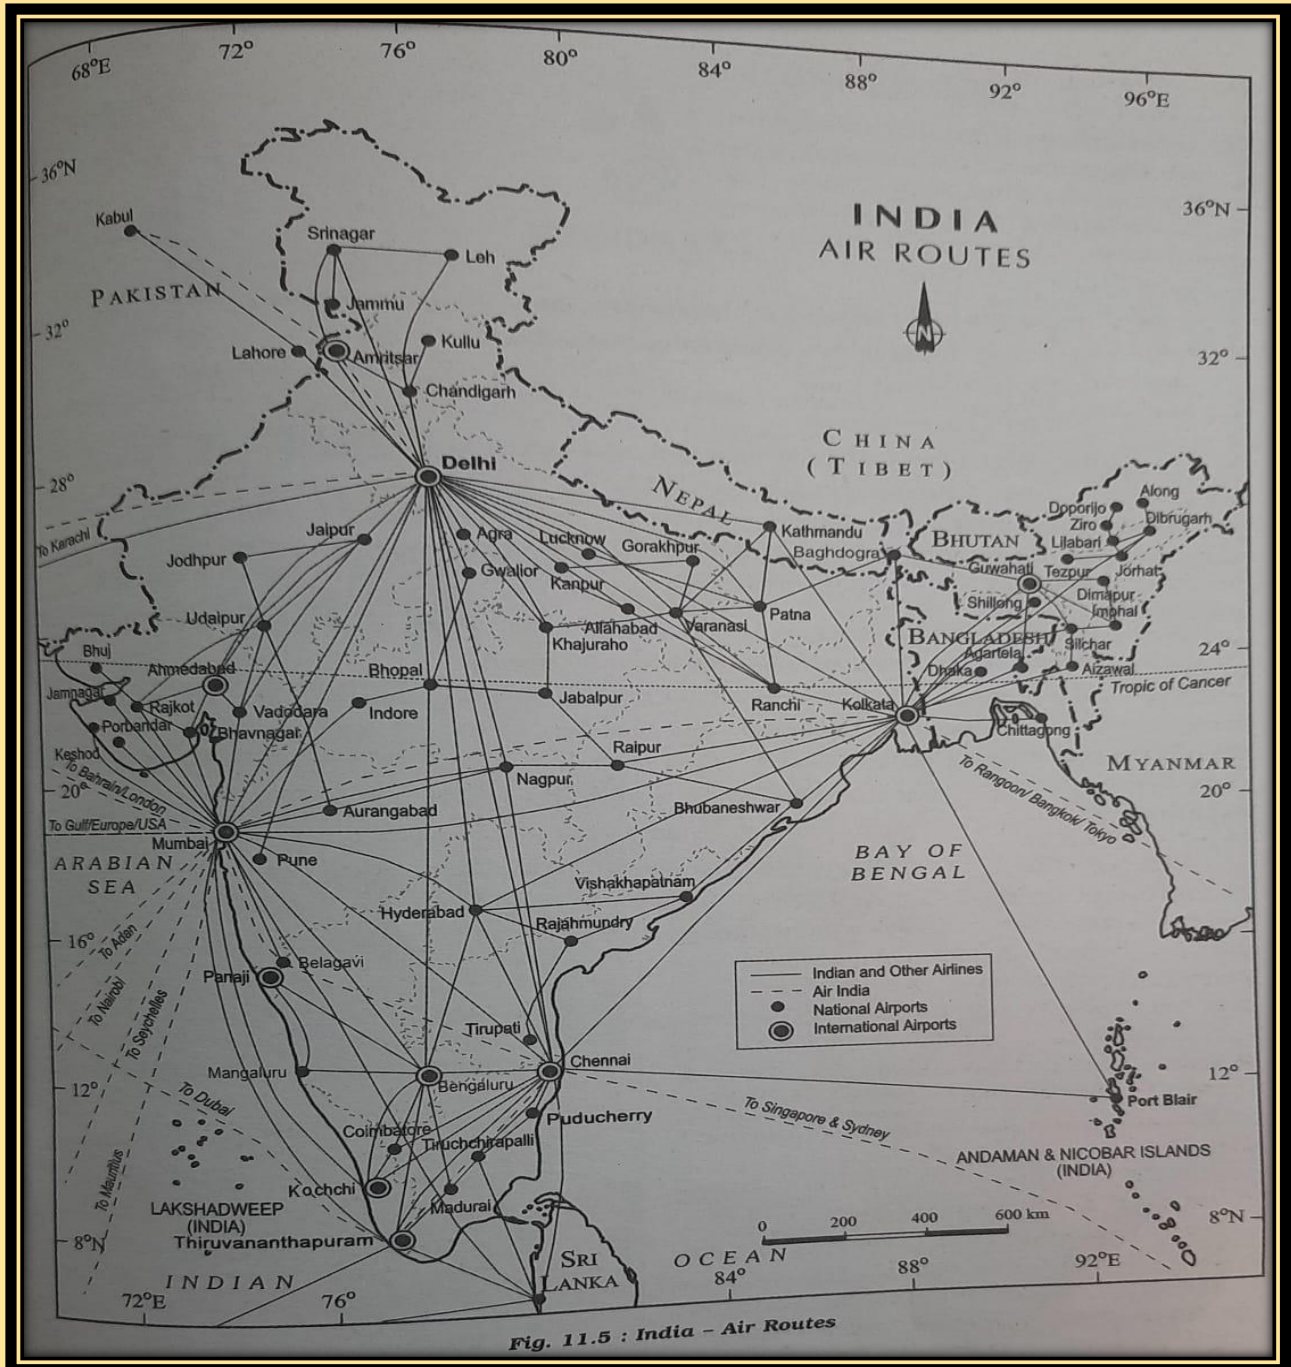 68°E
72°
76°
80°
84°
88°
92°
96°E
36°N
36°N
INDIA
AIR ROUTES
N
Kabul
Srinagar
Leh
PAKISTAN
Jammu
32°
32°
Lahore
Amritsar
Kullu
Chandigarh
CHINA
(TIBET)
Delhi
28°
NEPAL
Along
Doporijo
Ziro
Dibrugarh
Lilabari
To Karachi
Jaipur
Agra
Lucknow
Gorakhpur
Kathmandu
Baghdogra
BHUTAN
Jodhpur
Gwalior
Kanpur
Guwahati
Tezpur
Jorhat
Shillong
Dimapur
Imphal
Udaipur
Allahabad
Varanasi
Patna
Khajuraho
BANGLADESH
Silchar
24°
Bhuj
Ahmedabad
Bhopal
Agartala
Dhaka
Aizawal
Tropic of Cancer
Jamnagar
Rajkot
Vadodara
Indore
Jabalpur
Ranchi
Kolkata
Porbandar
Bhavnagar
Chittagong
Keshod
Raipur
Nagpur
To Bahrain/London
20°
20°
MYANMAR
To Rangoon/ Bangkok/ Tokyo
Aurangabad
Bhubaneshwar
To Gulf/Europe/USA
Mumbai
Pune
ARABIAN
SEA
BAY OF
BENGAL
Vishakhapatnam
Hyderabad
Rajahmundry
16°
To Adan
Belagavi
Panaji
To Nairobi
To Seychelles
Indian and Other Airlines
Air India
National Airports
International Airports
Tirupati
Chennai
Mangaluru
Bengaluru
12°
12°
To Dubai
Puducherry
Port Blair
To Singapore & Sydney
Coimbatore
Tiruchchirapalli
ANDAMAN & NICOBAR ISLANDS
(INDIA)
To Mauritius
Kochchi
Madurai
LAKSHADWEEP
(INDIA)
0 200 400 600 km
8°N
8°N
Thiruvananthapuram
INDIAN
OCEAN
SRI
LANKA
72°E
76°
84°
88°
92°E
Fig. 11.5 : India – Air Routes